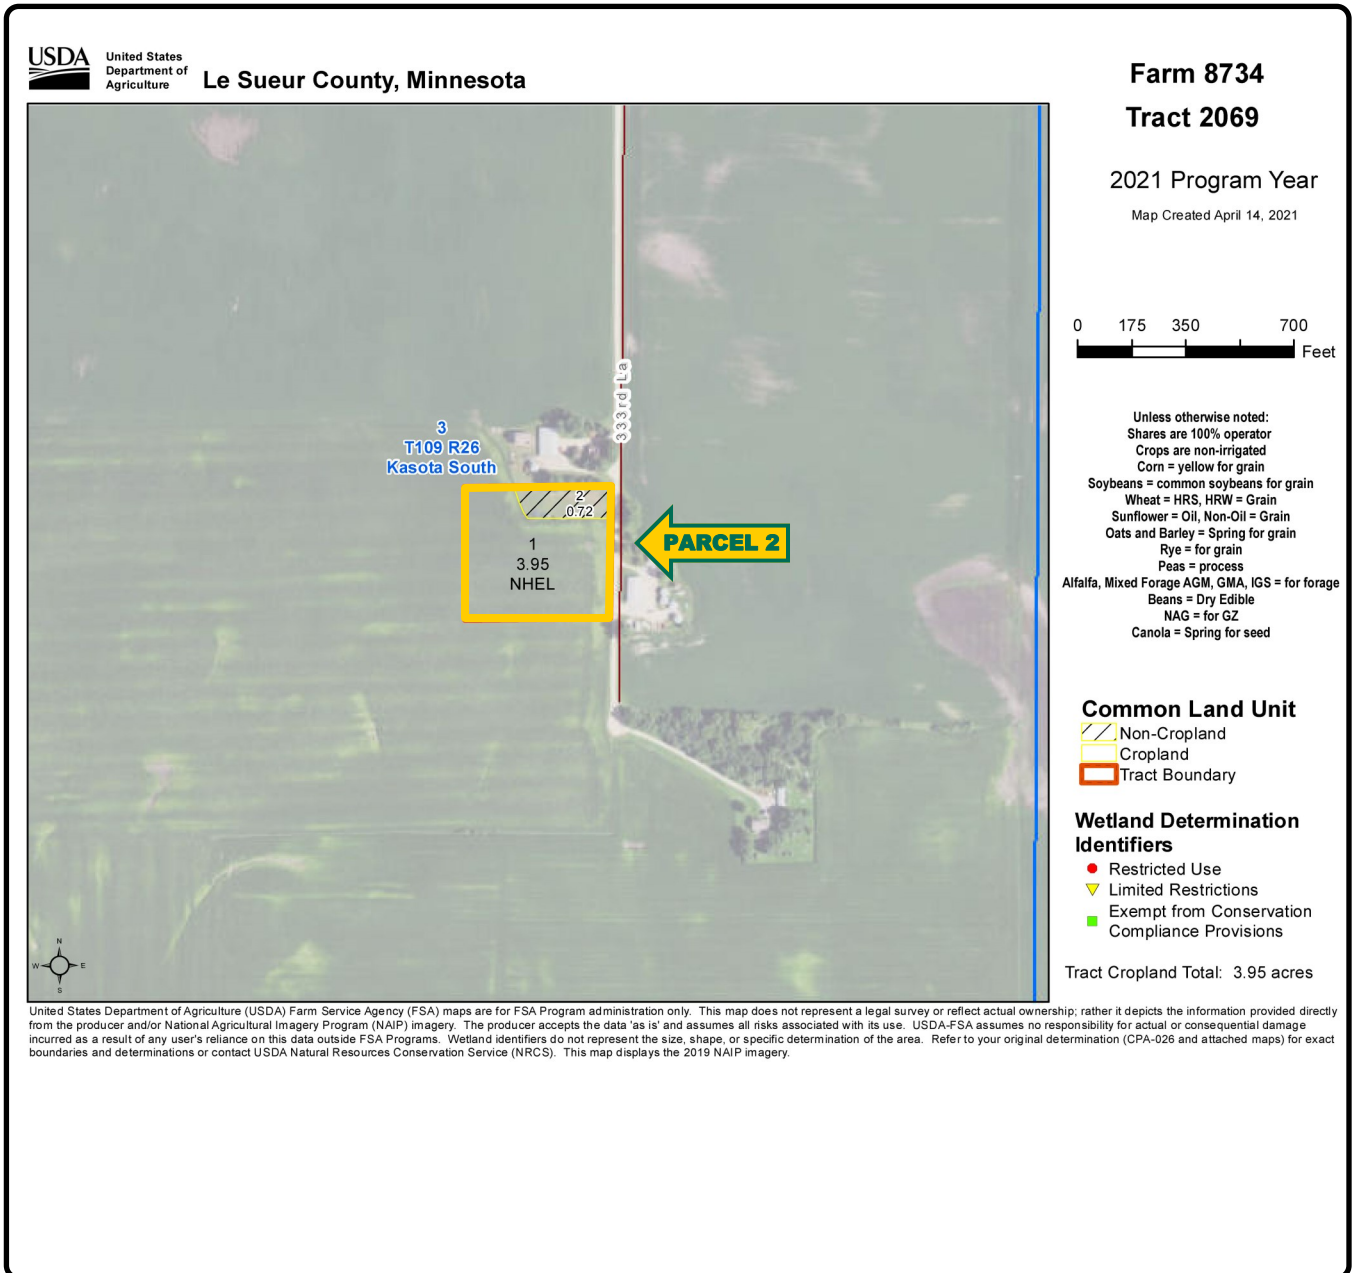 USDA
United States
Department of
Agriculture
Le Sueur County, Minnesota
Farm 8734
Tract 2069
2021 Program Year
Map Created April 14, 2021
0 175 350 700
Feet
Unless otherwise noted:
Shares are 100% operator
Crops are non-irrigated
Corn = yellow for grain
Soybeans = common soybeans for grain
Wheat = HRS, HRW = Grain
Sunflower = Oil, Non-Oil = Grain
Oats and Barley = Spring for grain
Rye = for grain
Peas = process
Alfalfa, Mixed Forage AGM, GMA, IGS = for forage
Beans = Dry Edible
NAG = for GZ
Canola = Spring for seed
333rd La
3
T109 R26
Kasota South
2
0.72
1
3.95
NHEL
PARCEL 2
Common Land Unit
Non-Cropland
Cropland
Tract Boundary
Wetland Determination
Identifiers
Restricted Use
Limited Restrictions
Exempt from Conservation
Compliance Provisions
Tract Cropland Total: 3.95 acres
N
W E
S
United States Department of Agriculture (USDA) Farm Service Agency (FSA) maps are for FSA Program administration only. This map does not represent a legal survey or reflect actual ownership; rather it depicts the information provided directly
from the producer and/or National Agricultural Imagery Program (NAIP) imagery. The producer accepts the data 'as is' and assumes all risks associated with its use. USDA-FSA assumes no responsibility for actual or consequential damage
incurred as a result of any user's reliance on this data outside FSA Programs. Wetland identifiers do not represent the size, shape, or specific determination of the area. Refer to your original determination (CPA-026 and attached maps) for exact
boundaries and determinations or contact USDA Natural Resources Conservation Service (NRCS). This map displays the 2019 NAIP imagery.